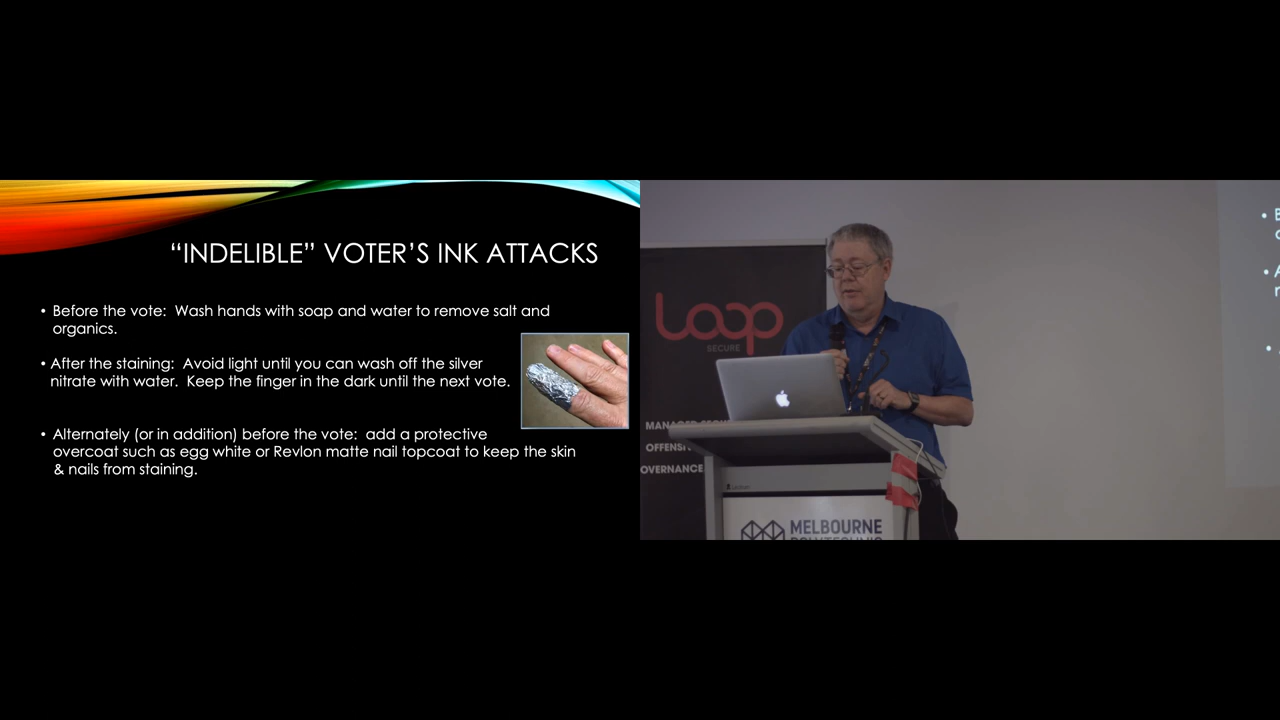 “INDELIBLE” VOTER’S INK ATTACKS
• Before the vote: Wash hands with soap and water to remove salt and
organics.
• After the staining: Avoid light until you can wash off the silver
nitrate with water. Keep the finger in the dark until the next vote.
• Alternately (or in addition) before the vote: add a protective
overcoat such as egg white or Revlon matte nail topcoat to keep the skin
& nails from staining.
Loop
SECURE
OFFENSI
OVERNANCE
MELBOURNE
POLYTECHNIC